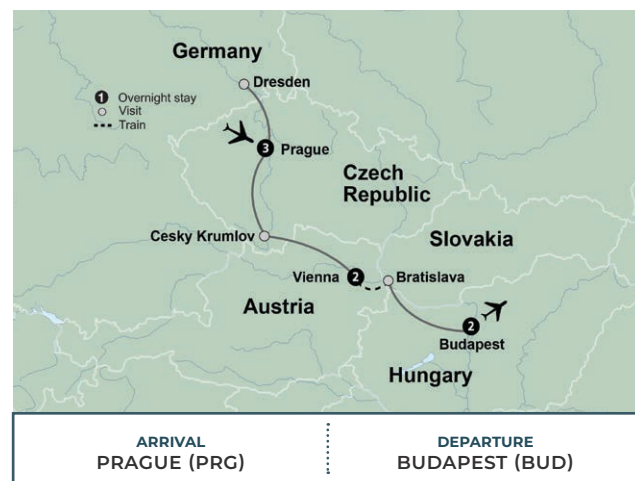 Germany
Dresden
1 Overnight stay
Visit
Train
3 Prague
Czech
Republic
Cesky Krumlov
Slovakia
Vienna 2 Bratislava
Austria
2
Budapest
Hungary
ARRIVAL
PRAGUE (PRG)
DEPARTURE
BUDAPEST (BUD)